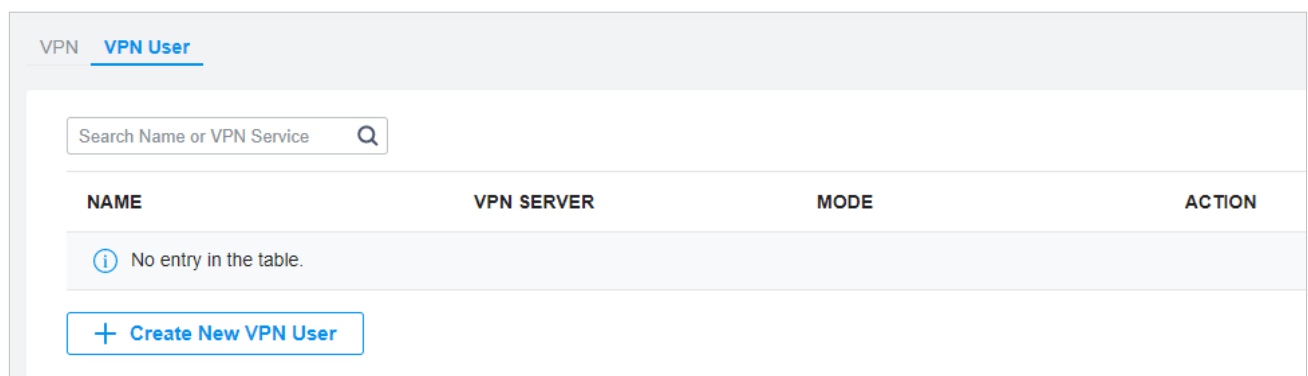 VPN VPN User
Search Name or VPN Service
NAME VPN SERVER MODE ACTION
No entry in the table.
Create New VPN User